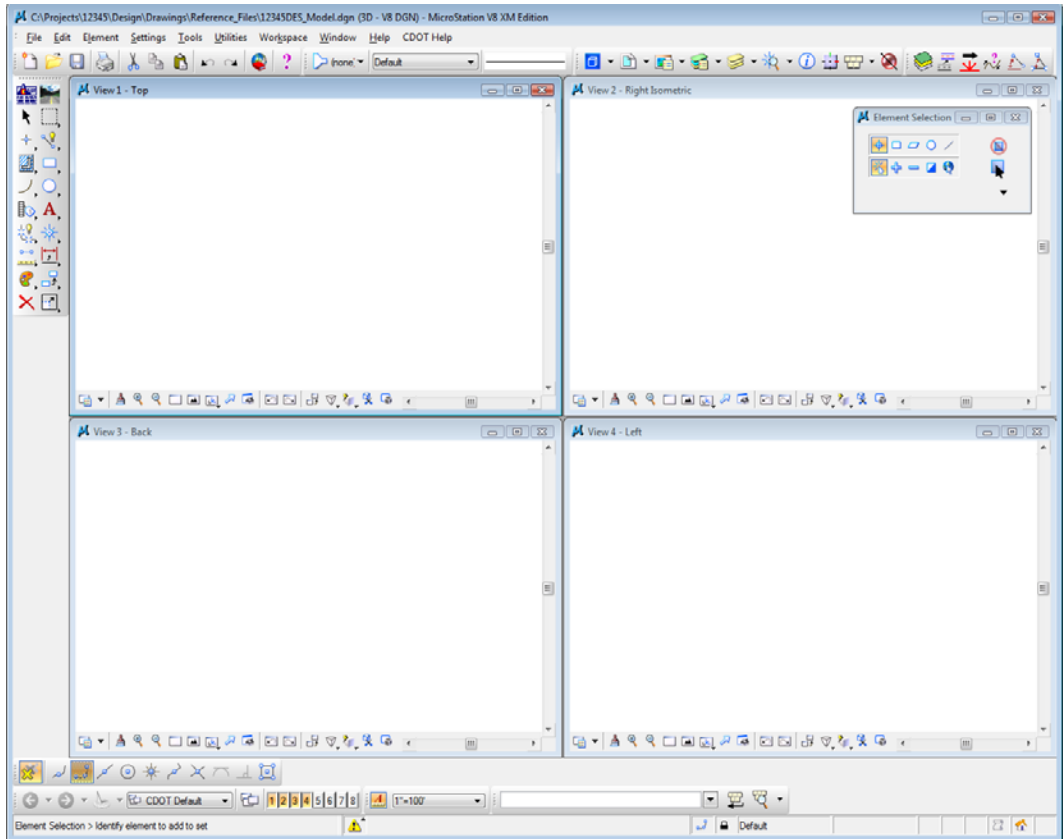 C:\Projects\12345\Design\Drawings\Reference_Files\12345DES_Model.dgn (3D - V8 DGN) - MicroStation V8 XM Edition
File Edit Element Settings Tools Utilities Workspace Window Help CDOT Help
(none) Default
View 1 - Top
View 2 - Right Isometric
Element Selection
A
View 3 - Back
View 4 - Left
CDOT Default 1 2 3 4 5 6 7 8 1"=100'
Element Selection > Identify element to add to set
Default